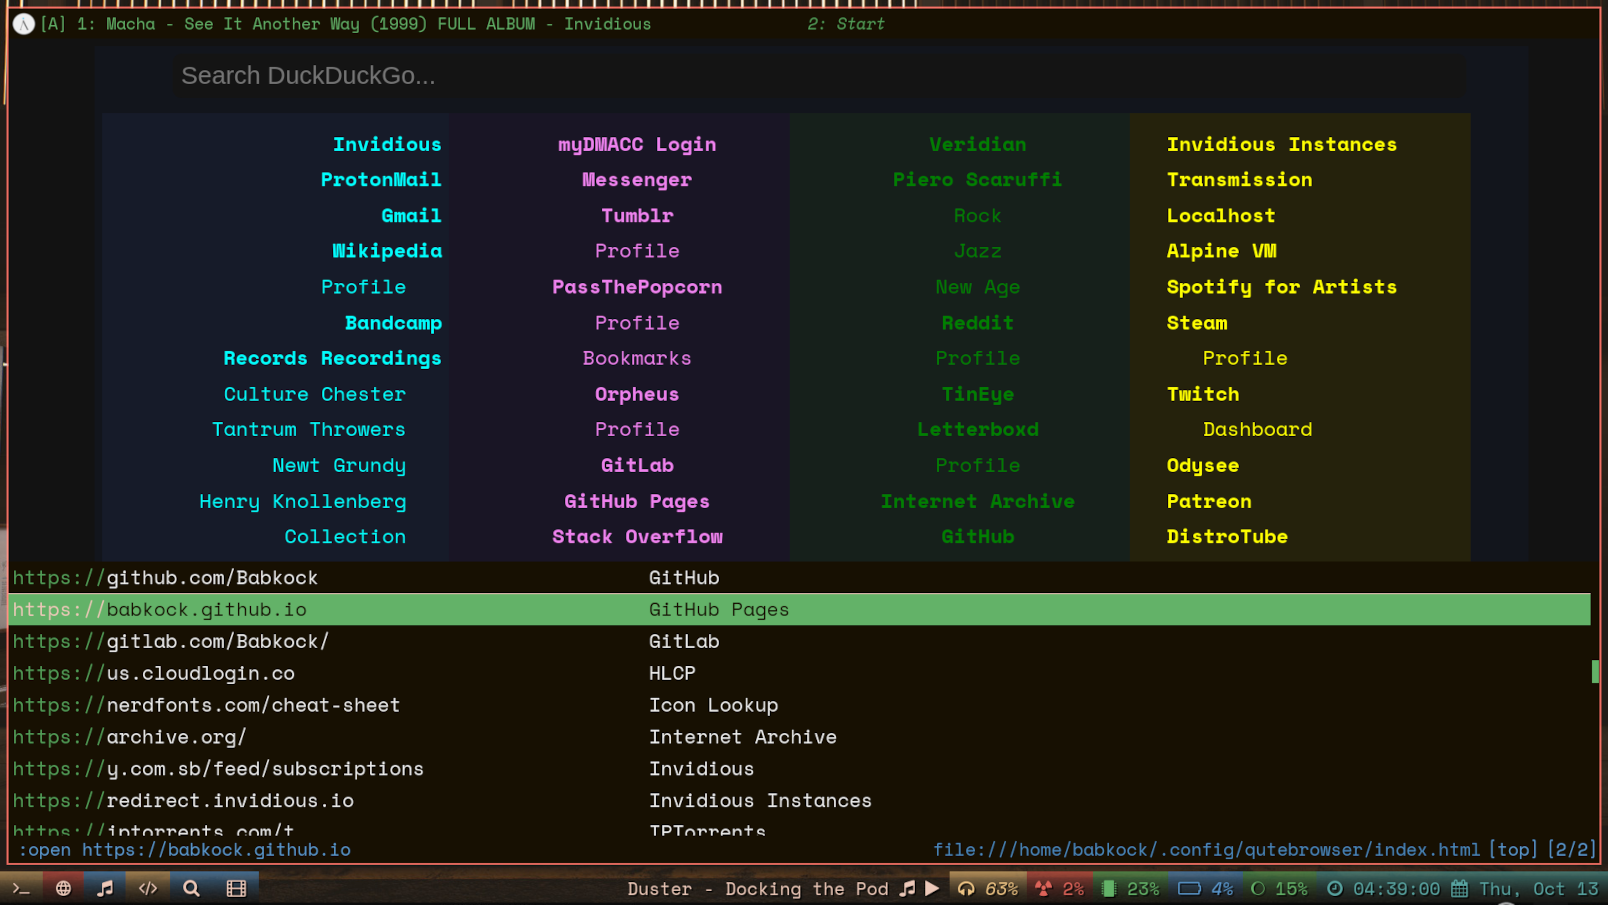 [A] 1: Macha - See It Another Way (1999) FULL ALBUM - Invidious
2: Start
Search DuckDuckGo...
Invidious
ProtonMail
Gmail
Wikipedia
Profile
Bandcamp
Records Recordings
Culture Chester
Tantrum Throwers
Newt Grundy
Henry Knollenberg
Collection
myDMACC Login
Messenger
Tumblr
Profile
PassThePopcorn
Profile
Bookmarks
Orpheus
Profile
GitLab
GitHub Pages
Stack Overflow
Veridian
Piero Scaruffi
Rock
Jazz
New Age
Reddit
Profile
TinEye
Letterboxd
Profile
Internet Archive
GitHub
Invidious Instances
Transmission
Localhost
Alpine VM
Spotify for Artists
Steam
Profile
Twitch
Dashboard
Odysee
Patreon
DistroTube
https://github.com/Babkock GitHub
https://babkock.github.io GitHub Pages
https://gitlab.com/Babkock/ GitLab
https://us.cloudlogin.co HLCP
https://nerdfonts.com/cheat-sheet Icon Lookup
https://archive.org/ Internet Archive
https://y.com.sb/feed/subscriptions Invidious
https://redirect.invidious.io Invidious Instances
https://iptorrents.com/t IPTorrents
:open https://babkock.github.io
file:///home/babkock/.config/qutebrowser/index.html [top] [2/2]
Duster - Docking the Pod 63% 2% 23% 4% 15% 04:39:00 Thu, Oct 13